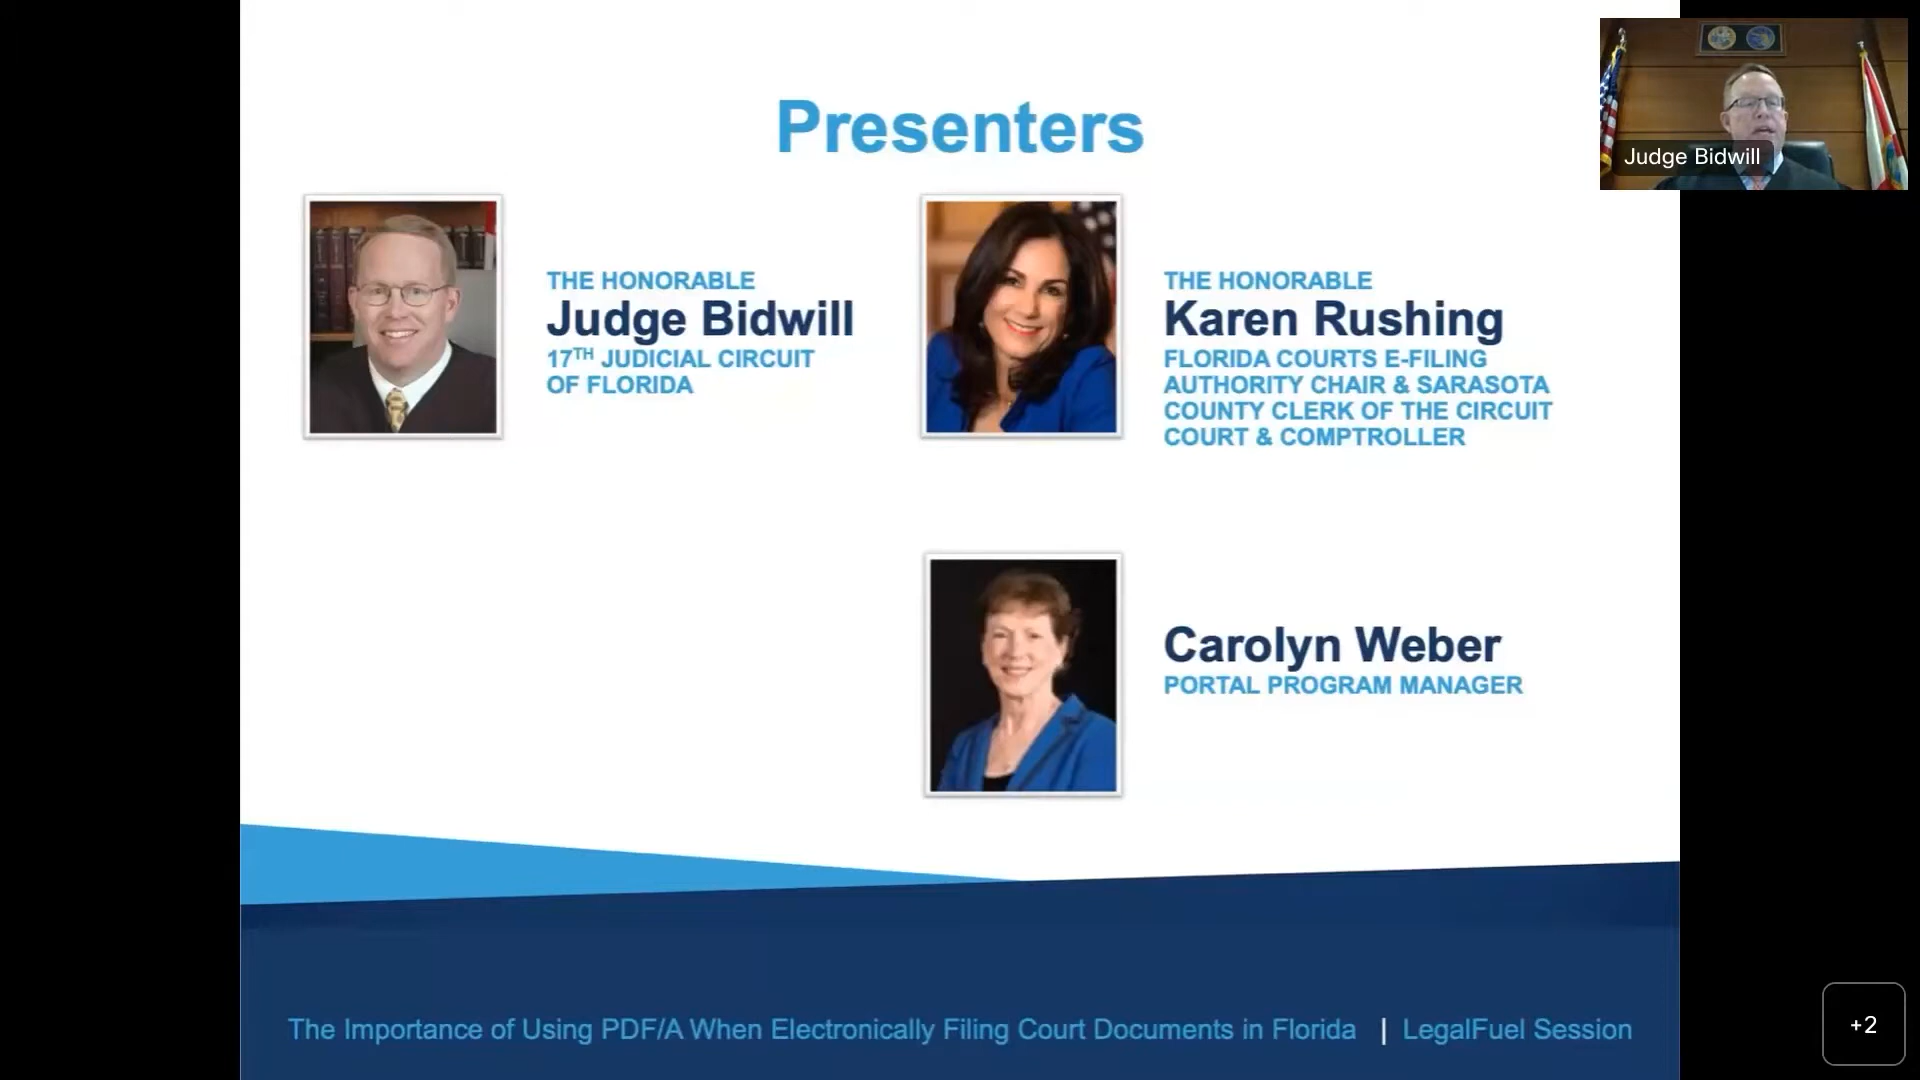 Presenters
Judge Bidwill
THE HONORABLE
Judge Bidwill
17TH JUDICIAL CIRCUIT
OF FLORIDA
THE HONORABLE
Karen Rushing
FLORIDA COURTS E-FILING
AUTHORITY CHAIR & SARASOTA
COUNTY CLERK OF THE CIRCUIT
COURT & COMPTROLLER
Carolyn Weber
PORTAL PROGRAM MANAGER
The Importance of Using PDF/A When Electronically Filing Court Documents in Florida | LegalFuel Session
+2